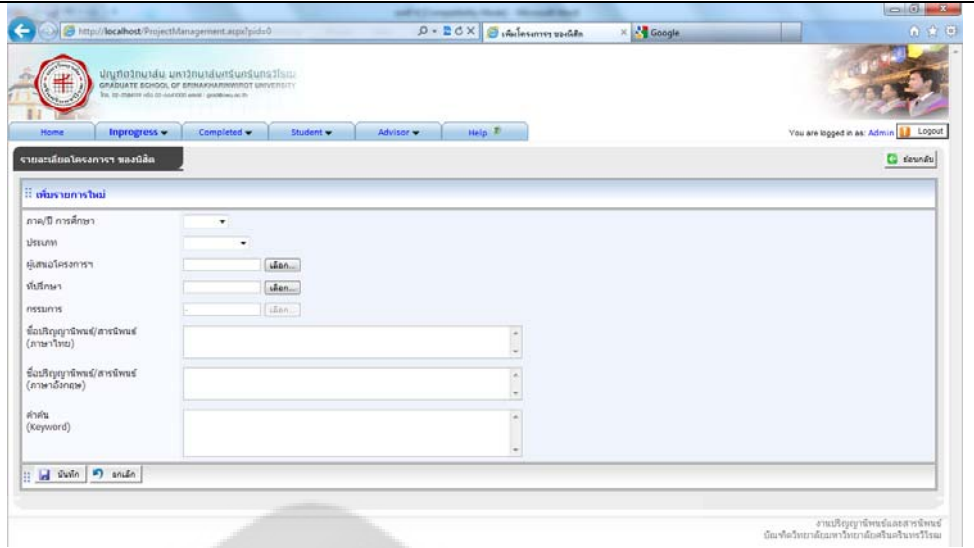 http://localhost/ProjectManagement.aspx?pid=0
เพิ่มโครงการฯ ของนิสิต
Google
บัณฑิตวิทยาลัย มหาวิทยาลัยศรีนครินทรวิโรฒ
GRADUATE SCHOOL OF SRINAKHARINWIROT UNIVERSITY
Home
Inprogress
Completed
Student
Advisor
Help
You are logged in as: Admin
Logout
รายละเอียดโครงการฯ ของนิสิต
ย้อนกลับ
เพิ่มรายการใหม่
ภาค/ปี การศึกษา
ประเภท
ผู้เสนอโครงการฯ
เลือก...
ที่ปรึกษา
เลือก...
กรรมการ
-
เลือก...
ชื่อปริญญานิพนธ์/สารนิพนธ์
(ภาษาไทย)
ชื่อปริญญานิพนธ์/สารนิพนธ์
(ภาษาอังกฤษ)
คำค้น
(Keyword)
บันทึก
ยกเลิก
งานปริญญานิพนธ์และสารนิพนธ์
บัณฑิตวิทยาลัยมหาวิทยาลัยศรีนครินทรวิโรฒ